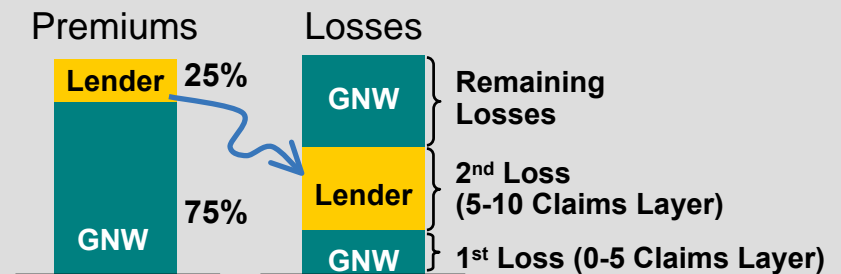 Premiums
Losses
Lender 25%
GNW
Remaining
Losses
Lender
2nd Loss
(5-10 Claims Layer)
75%
GNW
GNW
1st Loss (0-5 Claims Layer)